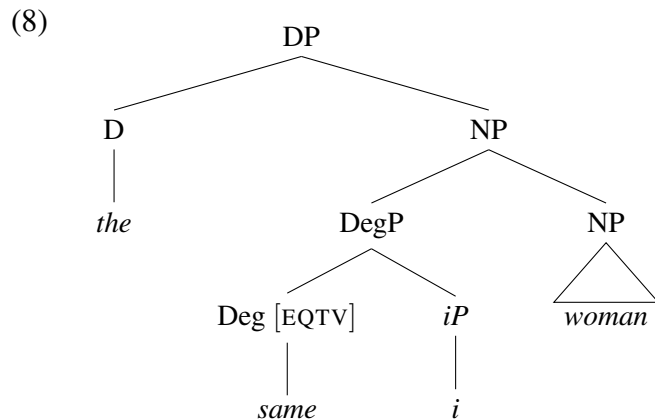 (8)
DP
D NP
the DegP NP
Deg [EQTV] iP woman
same i